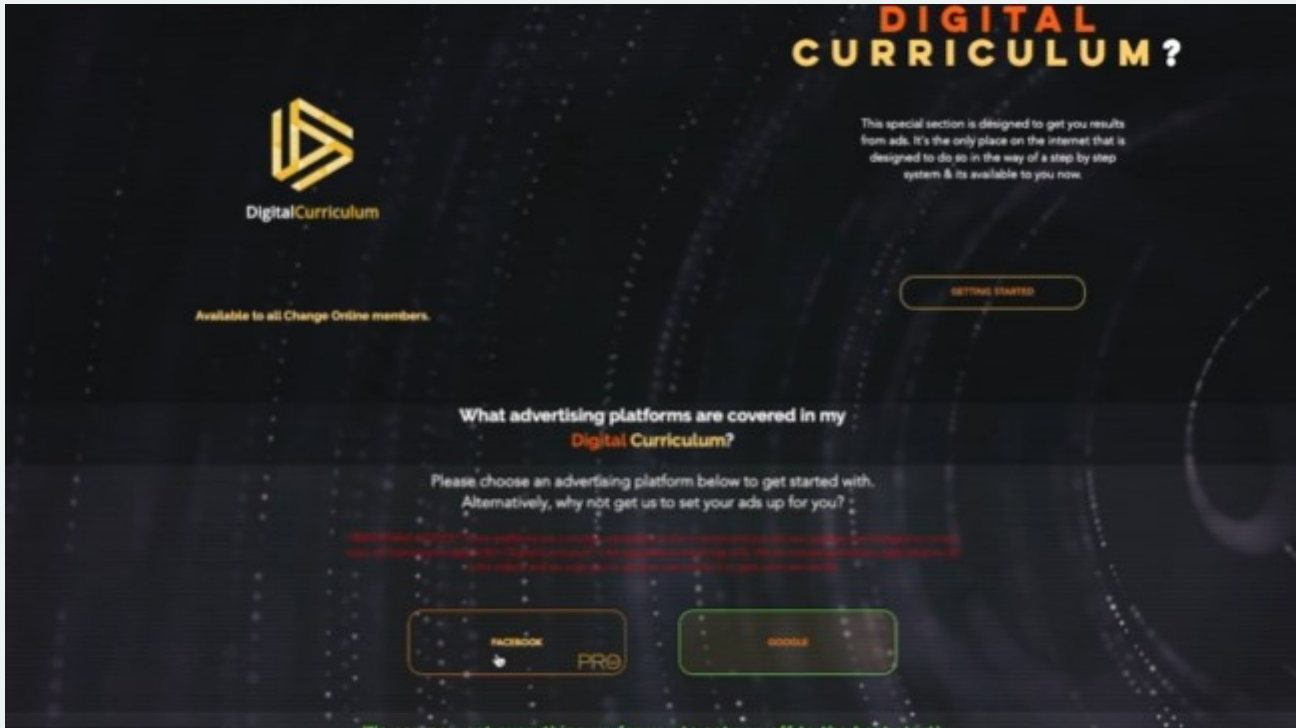 DIGITAL
CURRICULUM?
DigitalCurriculum
This special section is designed to get you results
from ads. It's the only place on the internet that is
designed to do so in the way of a step by step
system & its available to you now.
GETTING STARTED
Available to all Change Online members.
What advertising platforms are covered in my
Digital Curriculum?
Please choose an advertising platform below to get started with.
Alternatively, why not get us to set your ads up for you?
FACEBOOK
PRO
GOOGLE